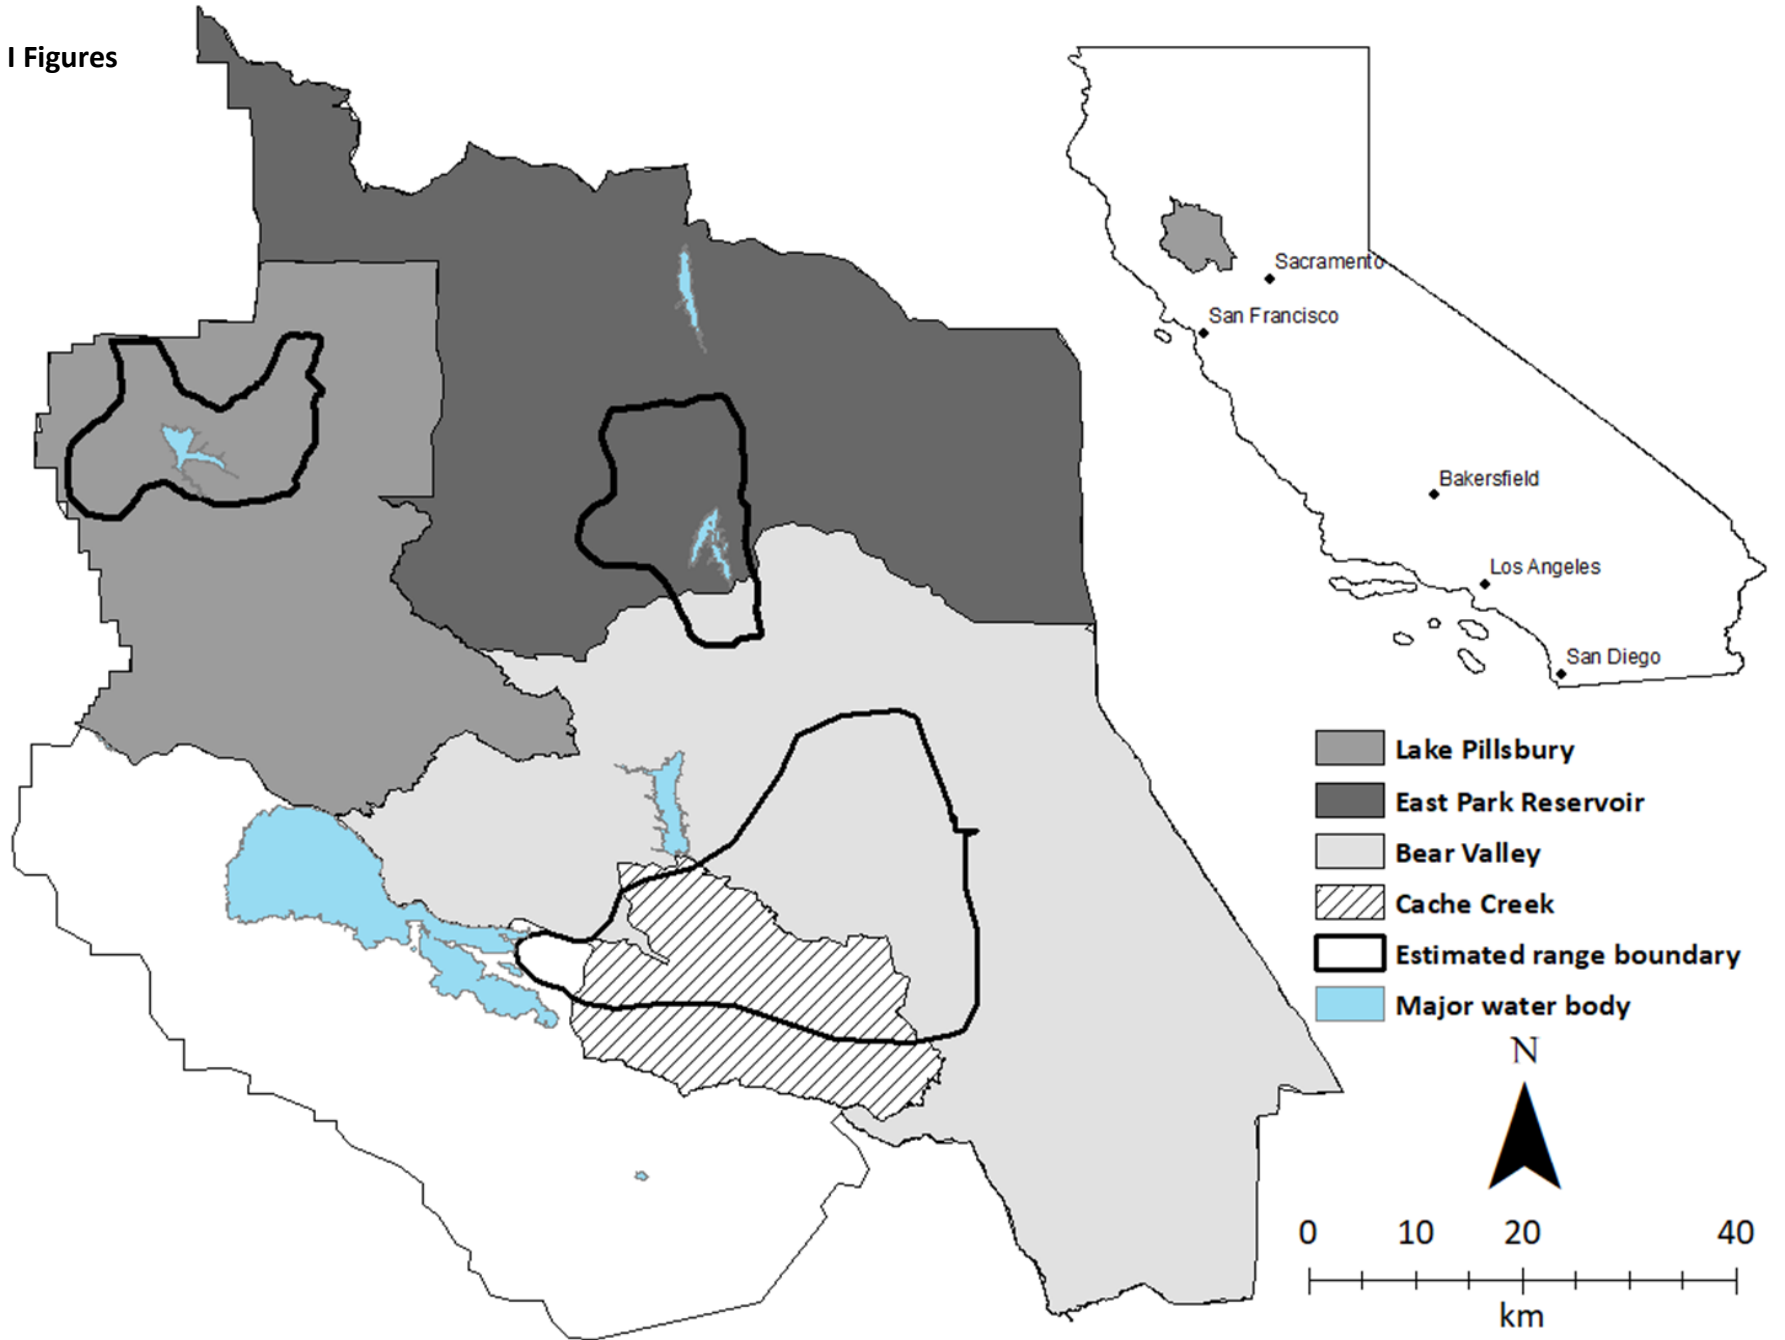 I Figures
Sacramento
San Francisco
Bakersfield
Los Angeles
San Diego
Lake Pillsbury
East Park Reservoir
Bear Valley
Cache Creek
Estimated range boundary
Major water body
N
0 10 20 40
km